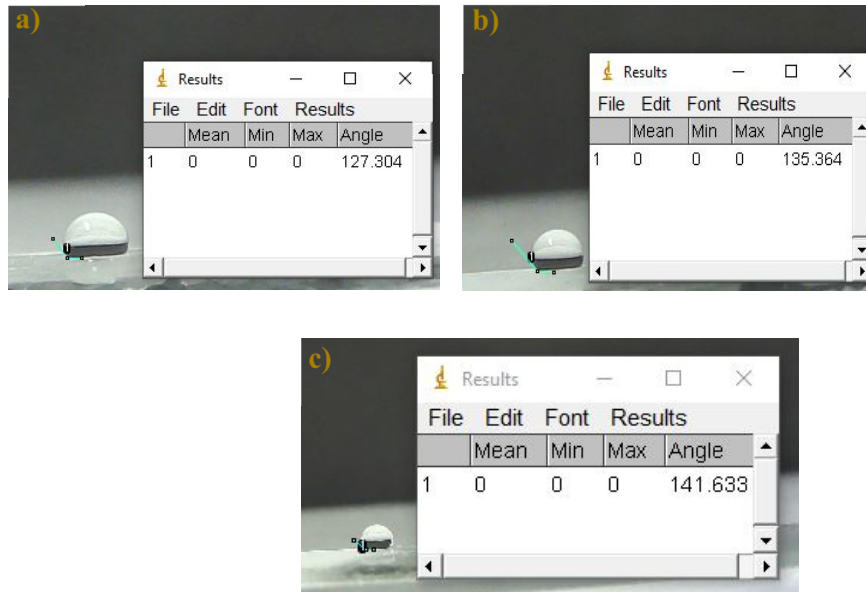 a)
Results
File Edit Font Results
Mean Min Max Angle
1 0 0 0 127.304
b)
Results
File Edit Font Results
Mean Min Max Angle
1 0 0 0 135.364
c)
Results
File Edit Font Results
Mean Min Max Angle
1 0 0 0 141.633